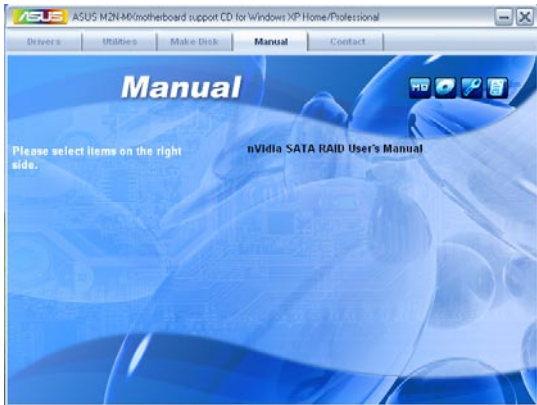 ASUS ASUS M2N-MX motherboard support CD for Windows XP Home/Professional
Drivers Utilities Make Disk Manual Contact
Manual
MB
Please select items on the right
side.
nVidia SATA RAID User's Manual